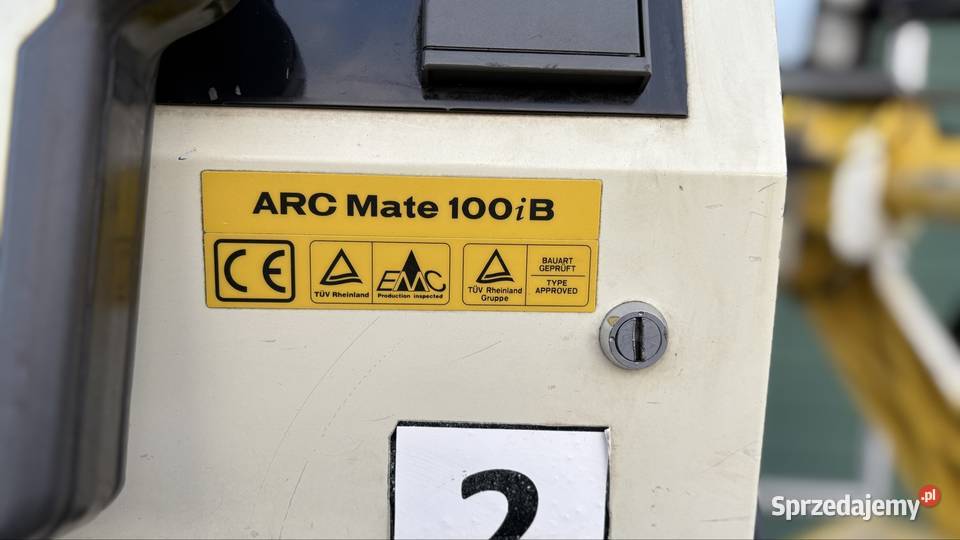 ARC Mate 100iB
CE
TÜV Rheinland
EMC
Production inspected
TÜV Rheinland
Gruppe
BAUART
GEPRÜFT
TYPE
APPROVED
2
Sprzedajemy.pl